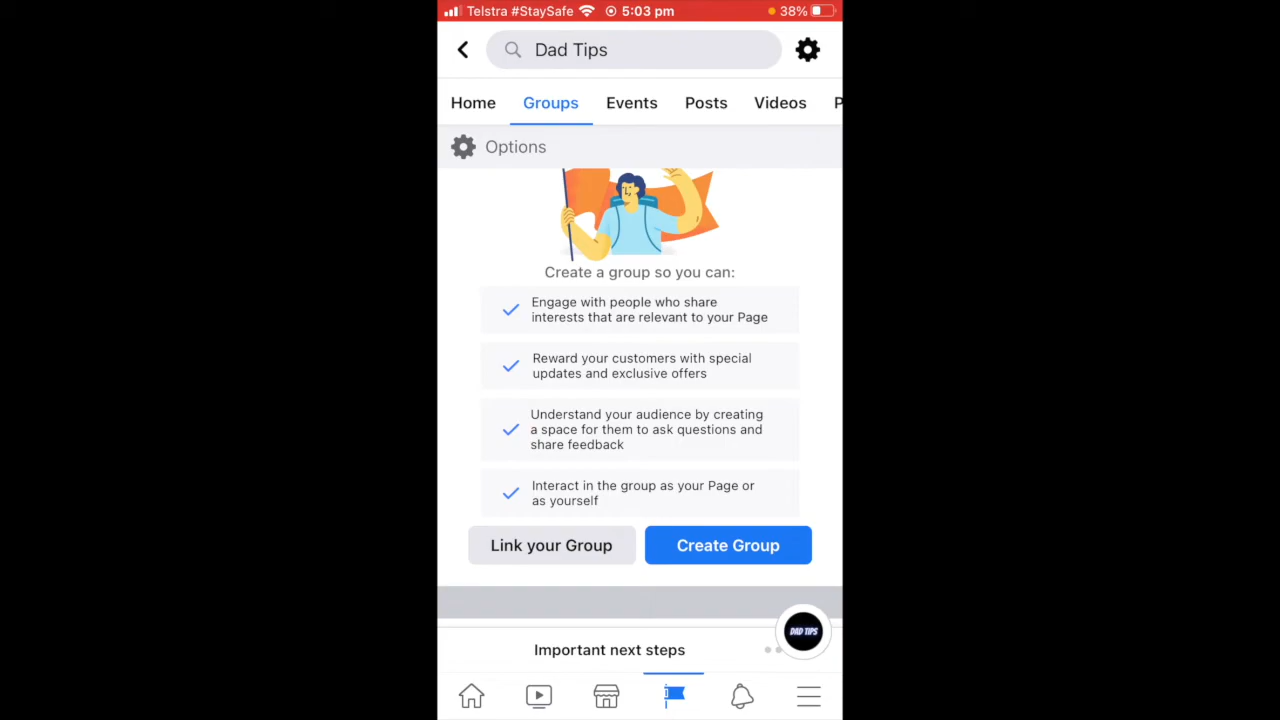 Telstra #StaySafe 5:03 pm 38%
Dad Tips
Home Groups Events Posts Videos P
Options
Create a group so you can:
Engage with people who share
interests that are relevant to your Page
Reward your customers with special
updates and exclusive offers
Understand your audience by creating
a space for them to ask questions and
share feedback
Interact in the group as your Page or
as yourself
Link your Group Create Group
DAD TIPS
Important next steps